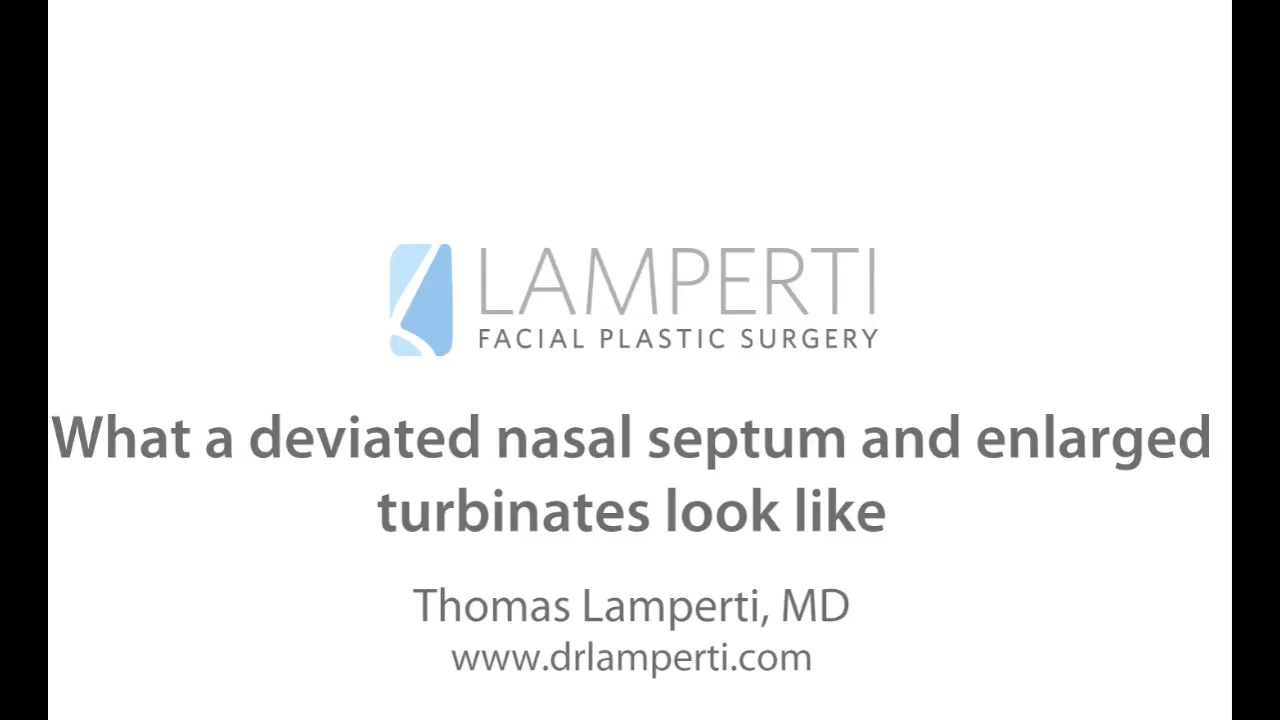 LAMPERTI
FACIAL PLASTIC SURGERY
What a deviated nasal septum and enlarged
turbinates look like
Thomas Lamperti, MD
www.drlamperti.com